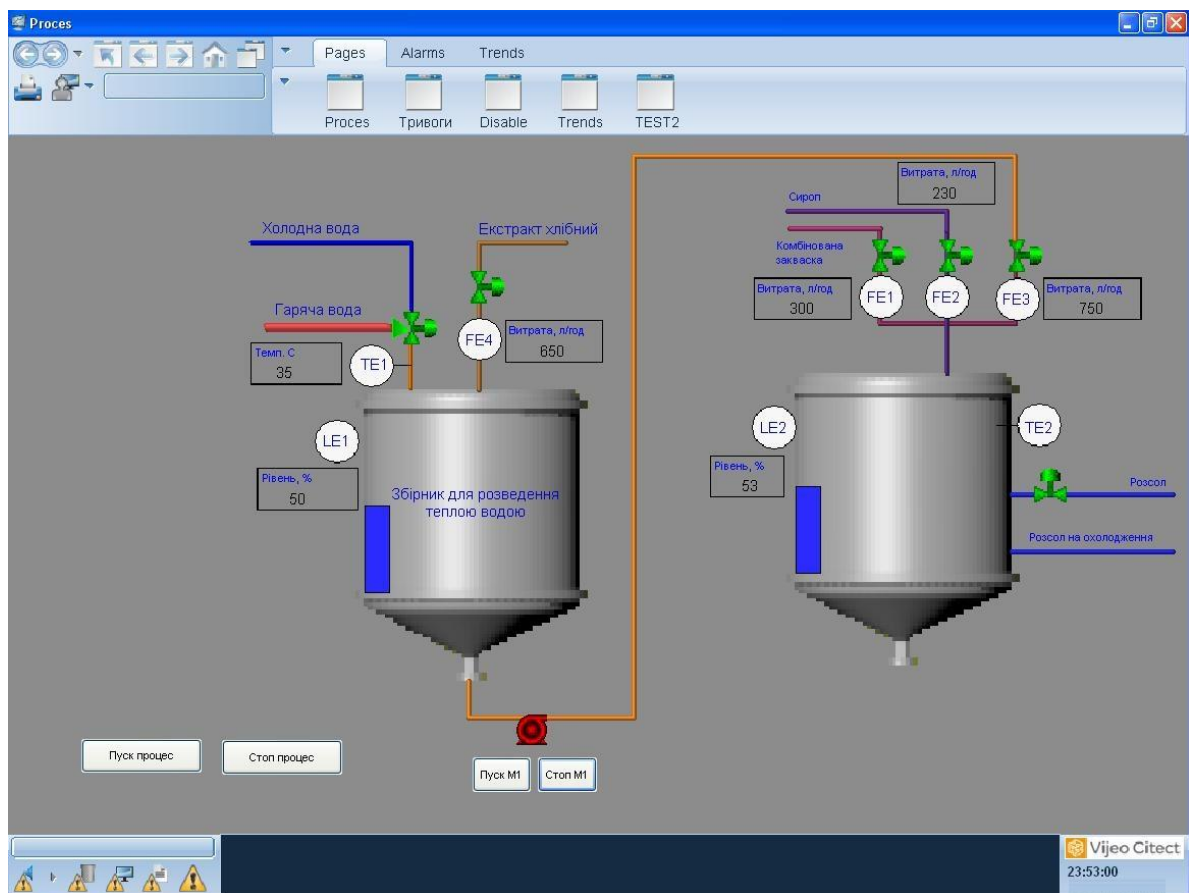 Proces
Pages Alarms Trends
Proces Тривоги Disable Trends TEST2
Витрата, л/год
230
Сироп
Холодна вода
Екстракт хлібний
Комбінована
закваска
Витрата, л/год
300
FE1
FE2
FE3
Витрата, л/год
750
Гаряча вода
FE4
Витрата, л/год
650
Темп. С
35
TE1
LE1
LE2
TE2
Рівень, %
50
Рівень, %
53
Збірник для розведення
теплою водою
Розсол
Розсол на охолодження
Пуск процес
Стоп процес
Пуск М1
Стоп М1
Vijeo Citect
23:53:00